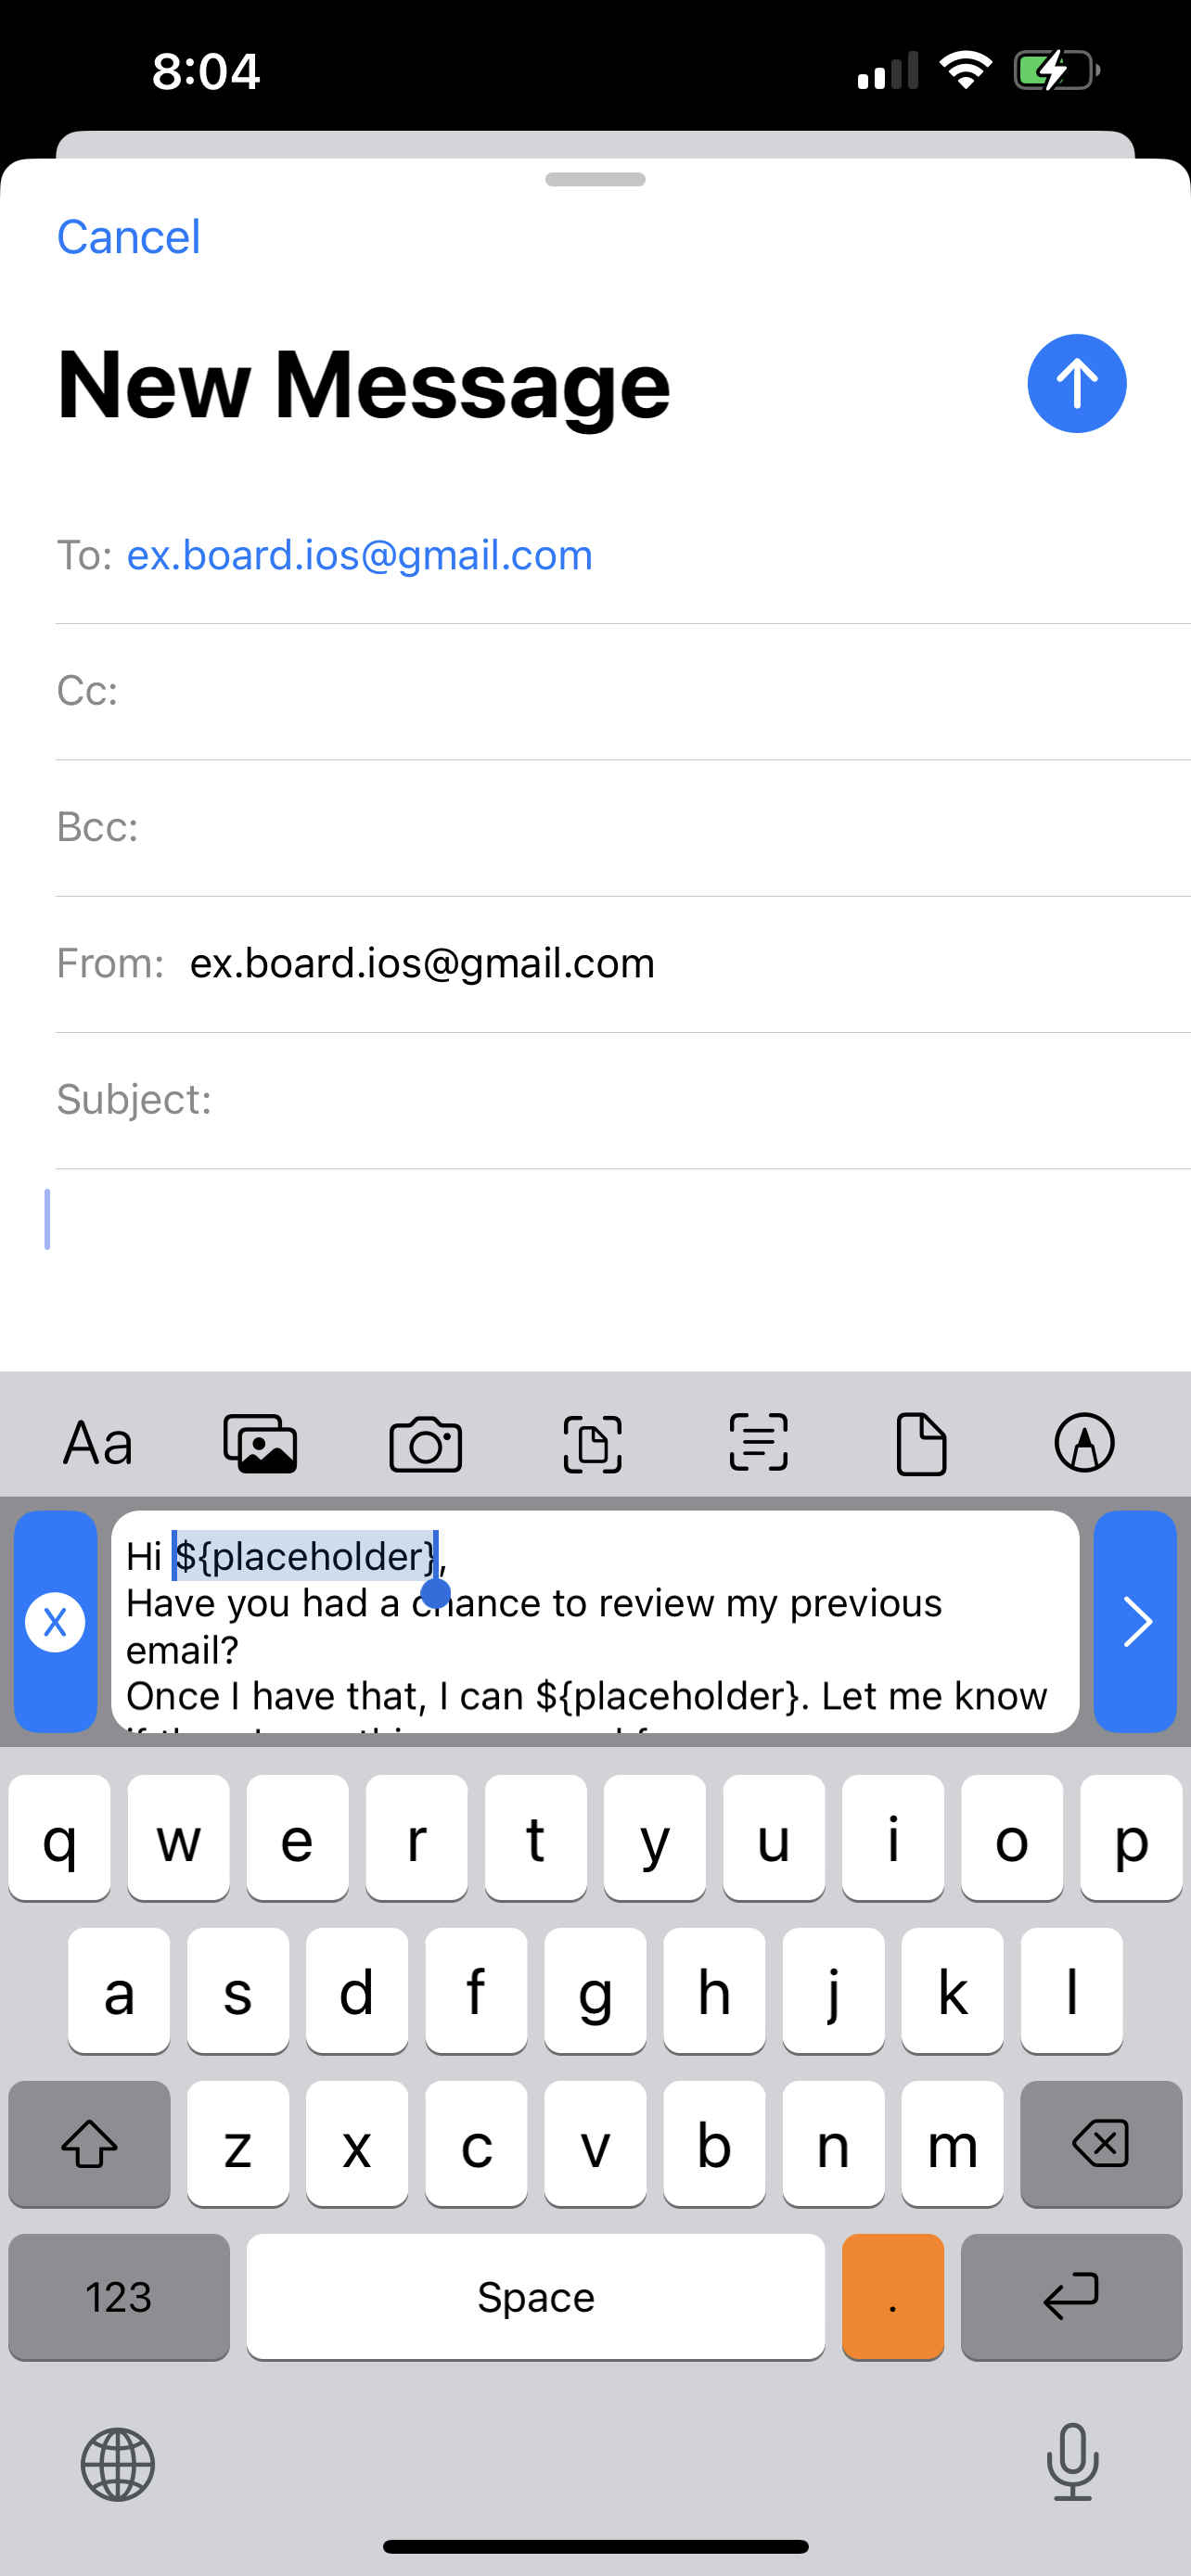 8:04
Cancel
New Message
To: ex.board.ios@gmail.com
Cc:
Bcc:
From: ex.board.ios@gmail.com
Subject:
Aa
X
Hi ${placeholder},
Have you had a chance to review my previous
email?
Once I have that, I can ${placeholder}. Let me know
q w e r t y u i o p
a s d f g h j k l
z x c v b n m
123 Space .